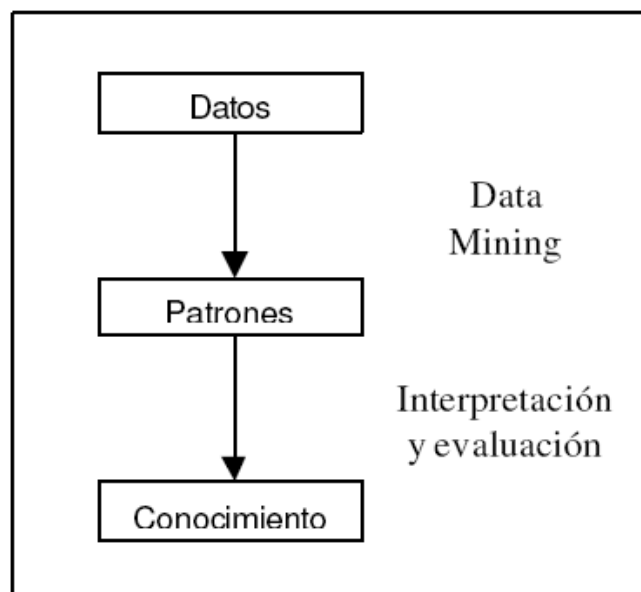 Datos
Data
Mining
Patrones
Interpretación
y evaluación
Conocimiento